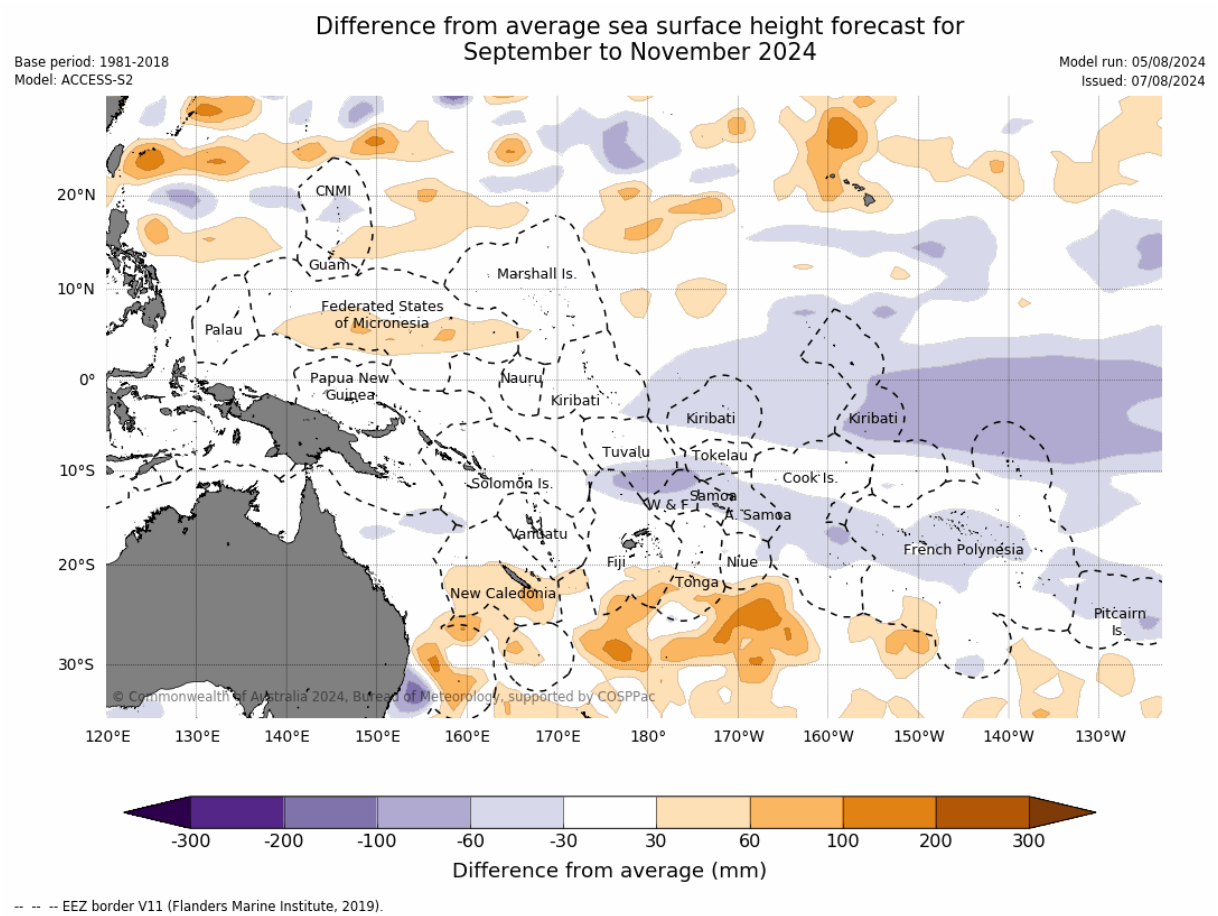 Difference from average sea surface height forecast for
September to November 2024
Base period: 1981-2018
Model: ACCESS-S2
Model run: 05/08/2024
Issued: 07/08/2024
20°N
10°N
0°
10°S
20°S
30°S
CNMI
Guam
Marshall Is.
Federated States
of Micronesia
Palau
Papua New
Guinea
Nauru
Kiribati
Kiribati
Kiribati
Tuvalu
Tokelau
Solomon Is.
Cook Is.
W & F
Samoa
A. Samoa
Vanuatu
French Polynesia
Fiji
Niue
Tonga
New Caledonia
Pitcairn
Is.
© Commonwealth of Australia 2024, Bureau of Meteorology, supported by COSPPac
120°E 130°E 140°E 150°E 160°E 170°E 180° 170°W 160°W 150°W 140°W 130°W
-300 -200 -100 -60 -30 30 60 100 200 300
Difference from average (mm)
-- -- -- EEZ border V11 (Flanders Marine Institute, 2019).